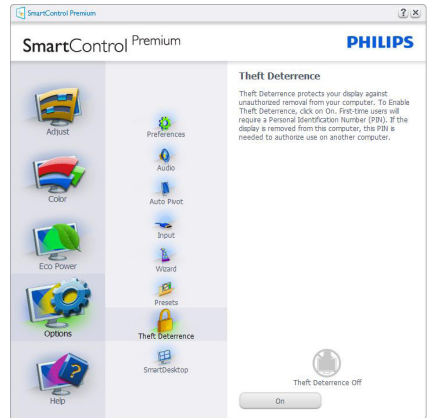 SmartControl Premium
? ×
SmartControl Premium
PHILIPS
Adjust
Color
Eco Power
Options
Help
Preferences
Audio
Auto Pivot
Input
Wizard
Presets
Theft Deterrence
SmartDesktop
Theft Deterrence
Theft Deterrence protects your display against
unauthorized removal from your computer. To Enable
Theft Deterrence, click on On. First-time users will
require a Personal Identification Number (PIN). If the
display is removed from this computer, this PIN is
needed to authorize use on another computer.
Theft Deterrence Off
On